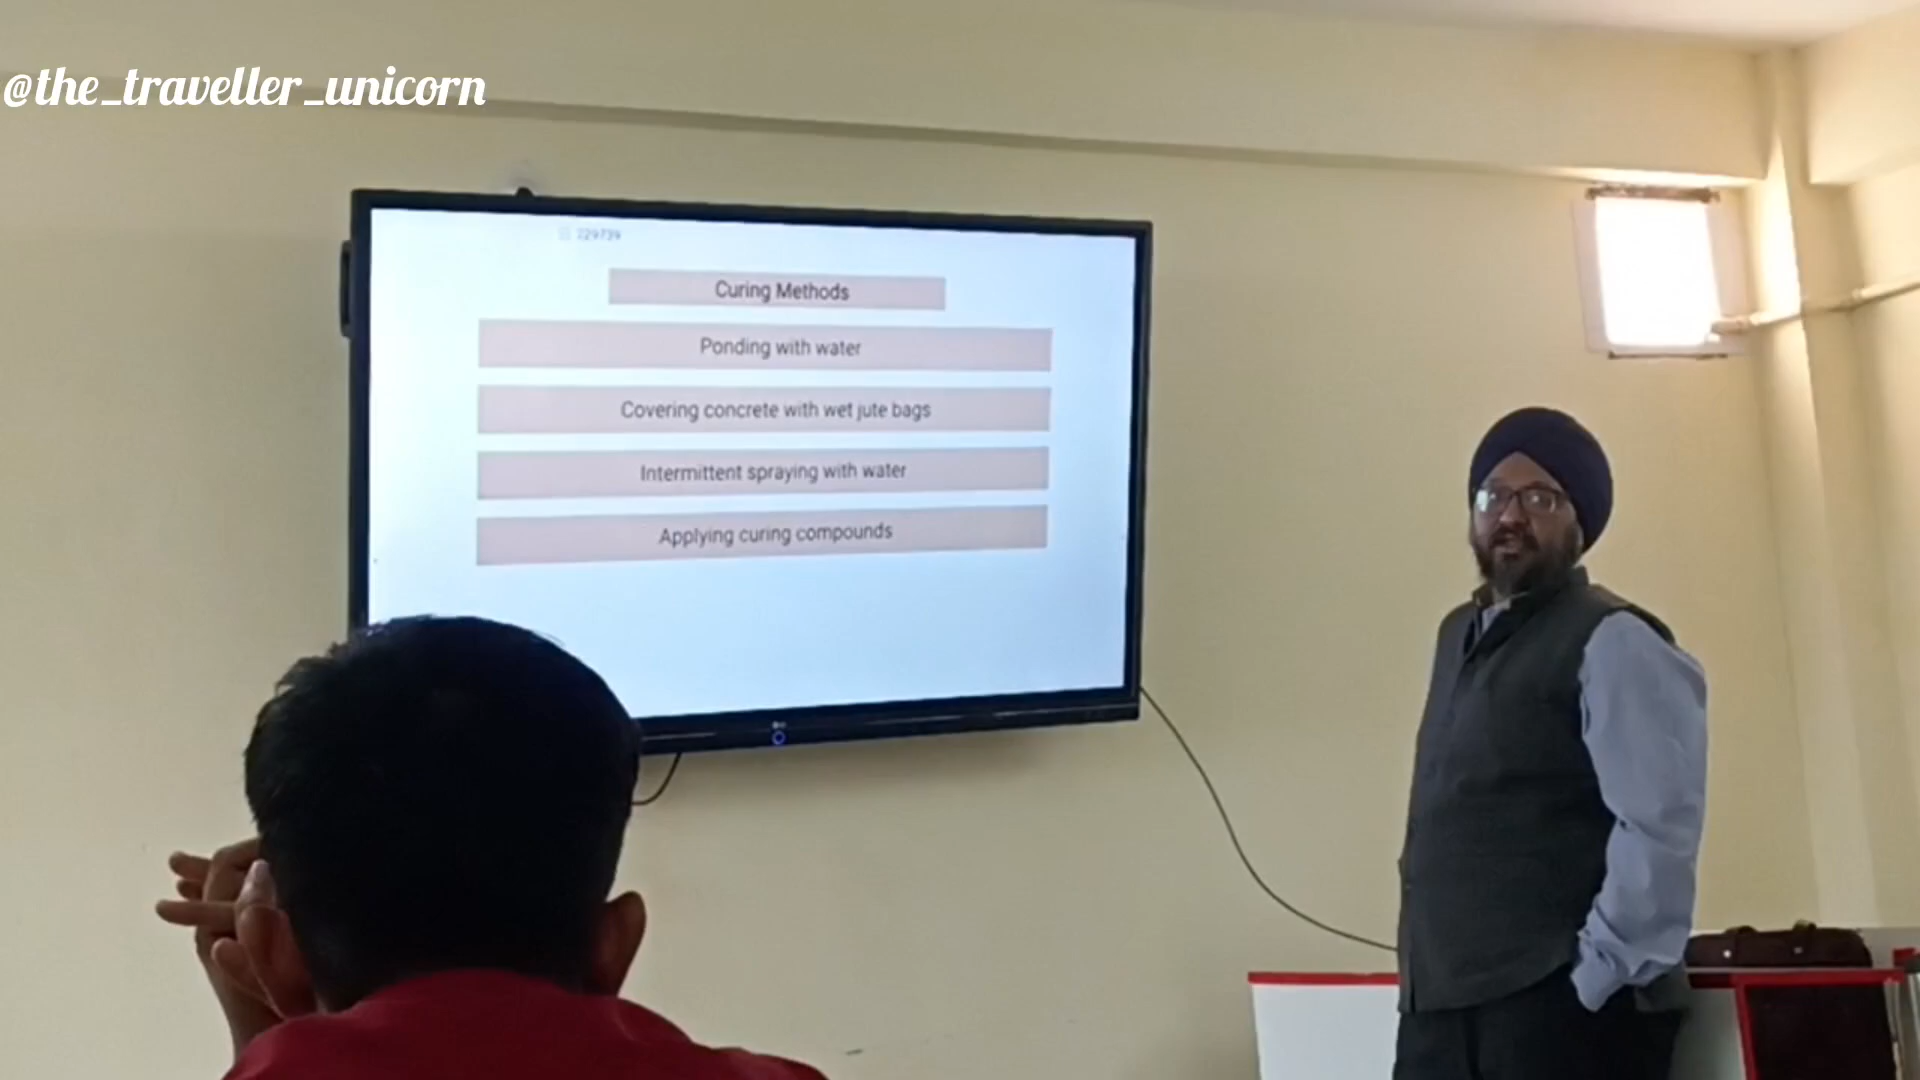 @the_traveller_unicorn
229739
Curing Methods
Ponding with water
Covering concrete with wet jute bags
Intermittent spraying with water
Applying curing compounds